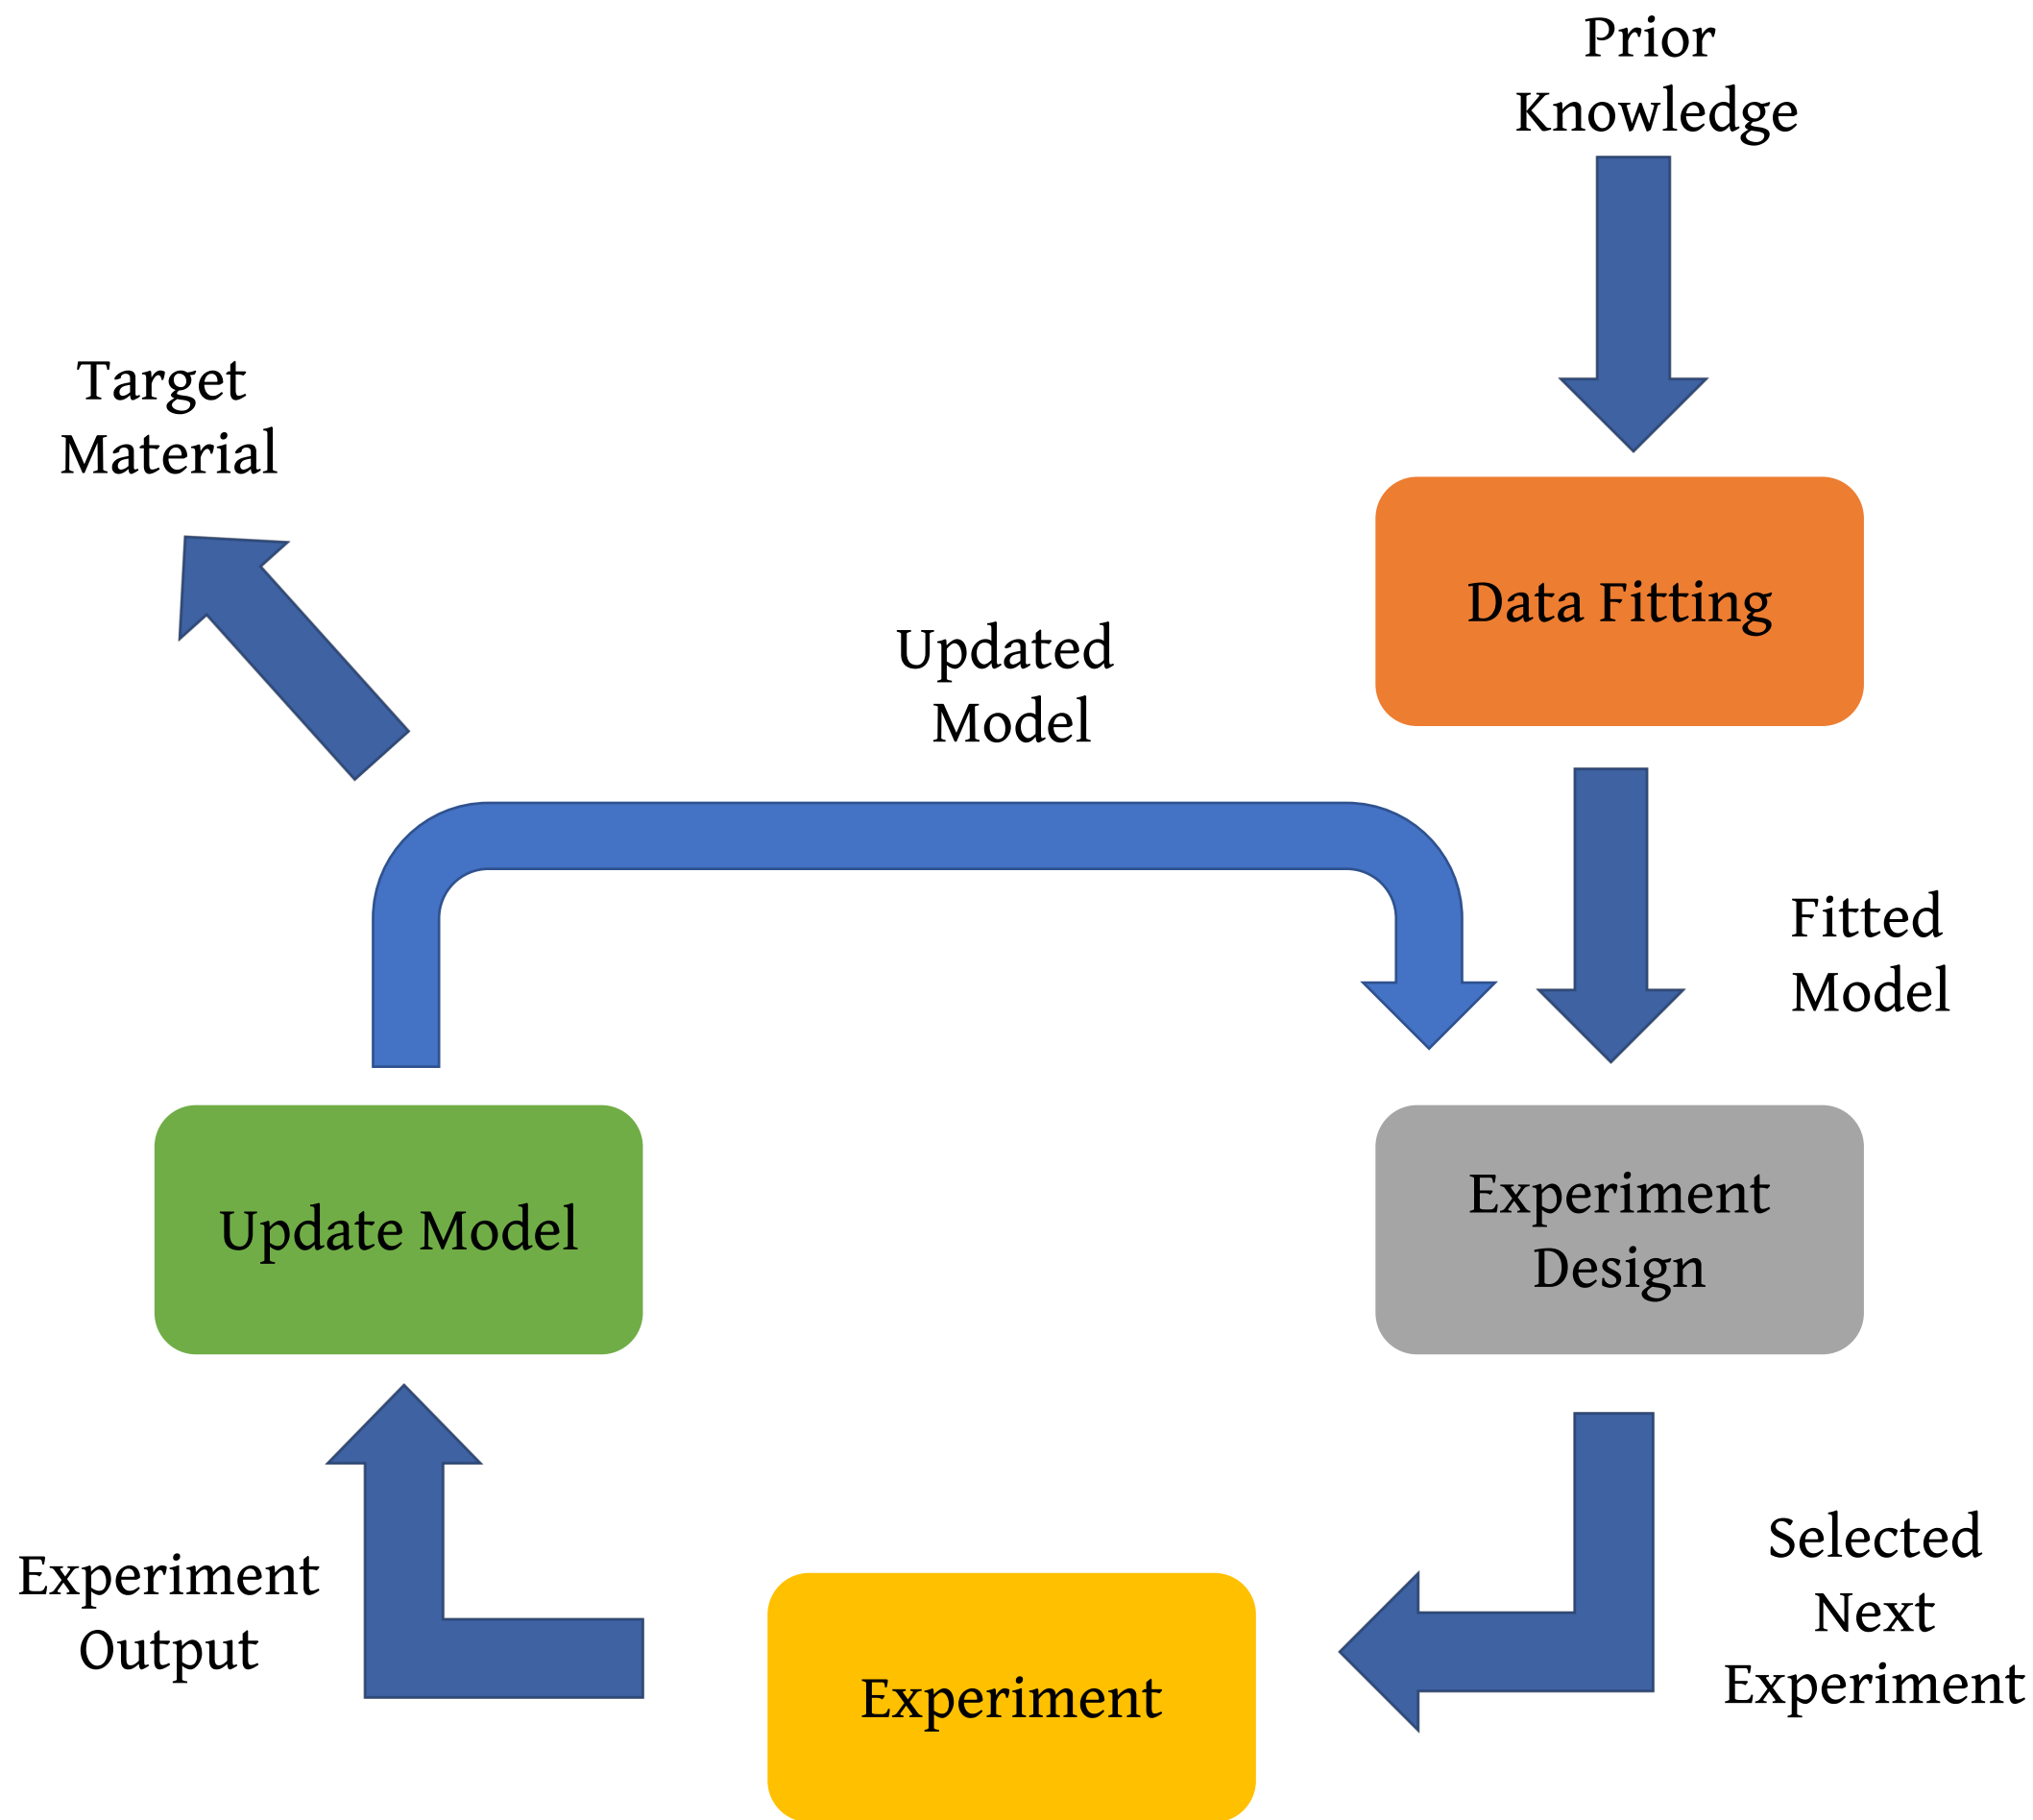 Prior
Knowledge
Target
Material
Data Fitting
Updated
Model
Fitted
Model
Update Model
Experiment
Design
Experiment
Output
Experiment
Selected
Next
Experiment